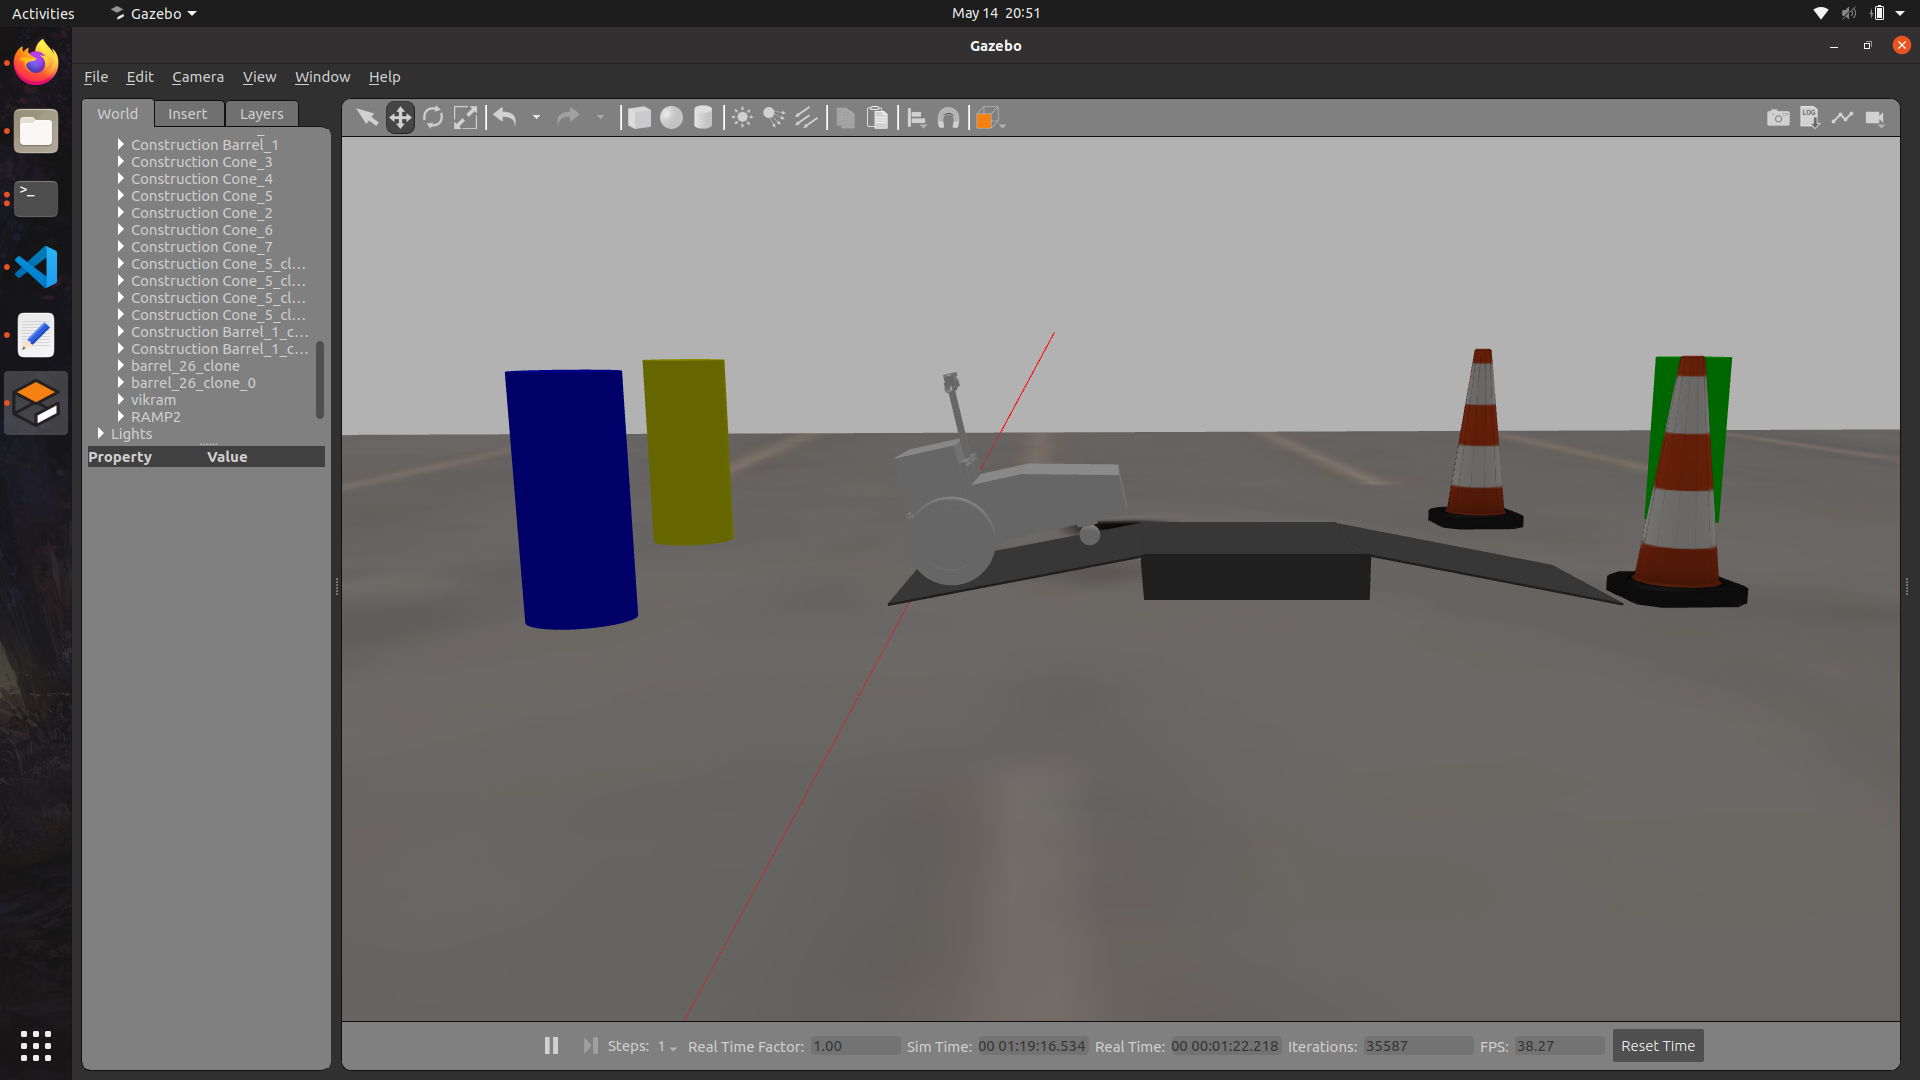 Activities Gazebo May 14 20:51
Gazebo
File Edit Camera View Window Help
World Insert Layers
Construction Barrel_1
Construction Cone_3
Construction Cone_4
Construction Cone_5
Construction Cone_2
Construction Cone_6
Construction Cone_7
Construction Cone_5_cl...
Construction Cone_5_cl...
Construction Cone_5_cl...
Construction Cone_5_cl...
Construction Barrel_1_c...
Construction Barrel_1_c...
barrel_26_clone
barrel_26_clone_0
vikram
RAMP2
Lights
Property Value
LOG
Steps: 1 Real Time Factor: 1.00 Sim Time: 00 01:19:16.534 Real Time: 00 00:01:22.218 Iterations: 35587 FPS: 38.27 Reset Time